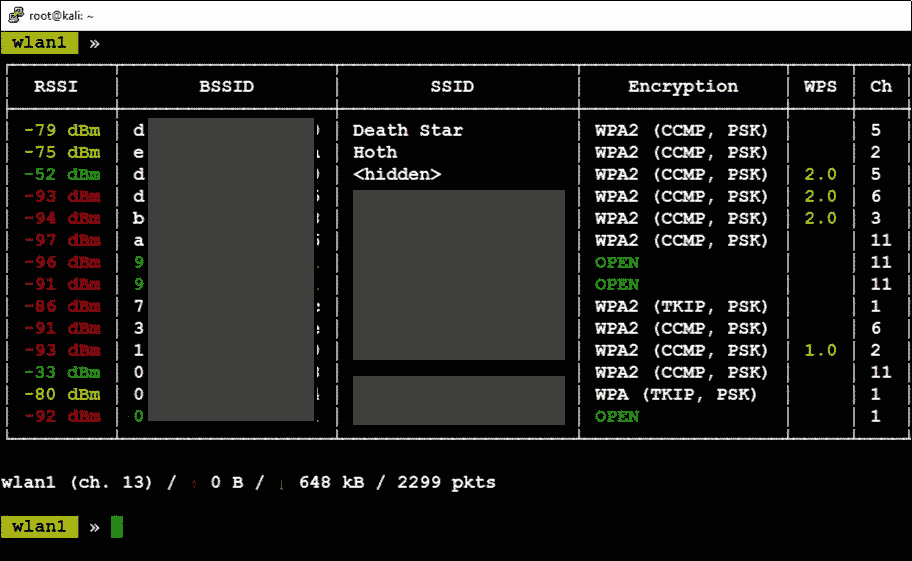 root@kali: ~
wlan1 »
RSSI BSSID SSID Encryption WPS Ch
-79 dBm d Death Star WPA2 (CCMP, PSK) 5
-75 dBm e Hoth WPA2 (CCMP, PSK) 2
-52 dBm d <hidden> WPA2 (CCMP, PSK) 2.0 5
-93 dBm d WPA2 (CCMP, PSK) 2.0 6
-94 dBm b WPA2 (CCMP, PSK) 2.0 3
-97 dBm a WPA2 (CCMP, PSK) 11
-96 dBm 9 OPEN 11
-91 dBm 9 OPEN 11
-86 dBm 7 WPA2 (TKIP, PSK) 1
-91 dBm 3 WPA2 (CCMP, PSK) 6
-93 dBm 1 WPA2 (CCMP, PSK) 1.0 2
-33 dBm 0 WPA2 (CCMP, PSK) 11
-80 dBm 0 WPA (TKIP, PSK) 1
-92 dBm 0 OPEN 1
wlan1 (ch. 13) / ↑ 0 B / ↓ 648 kB / 2299 pkts
wlan1 »